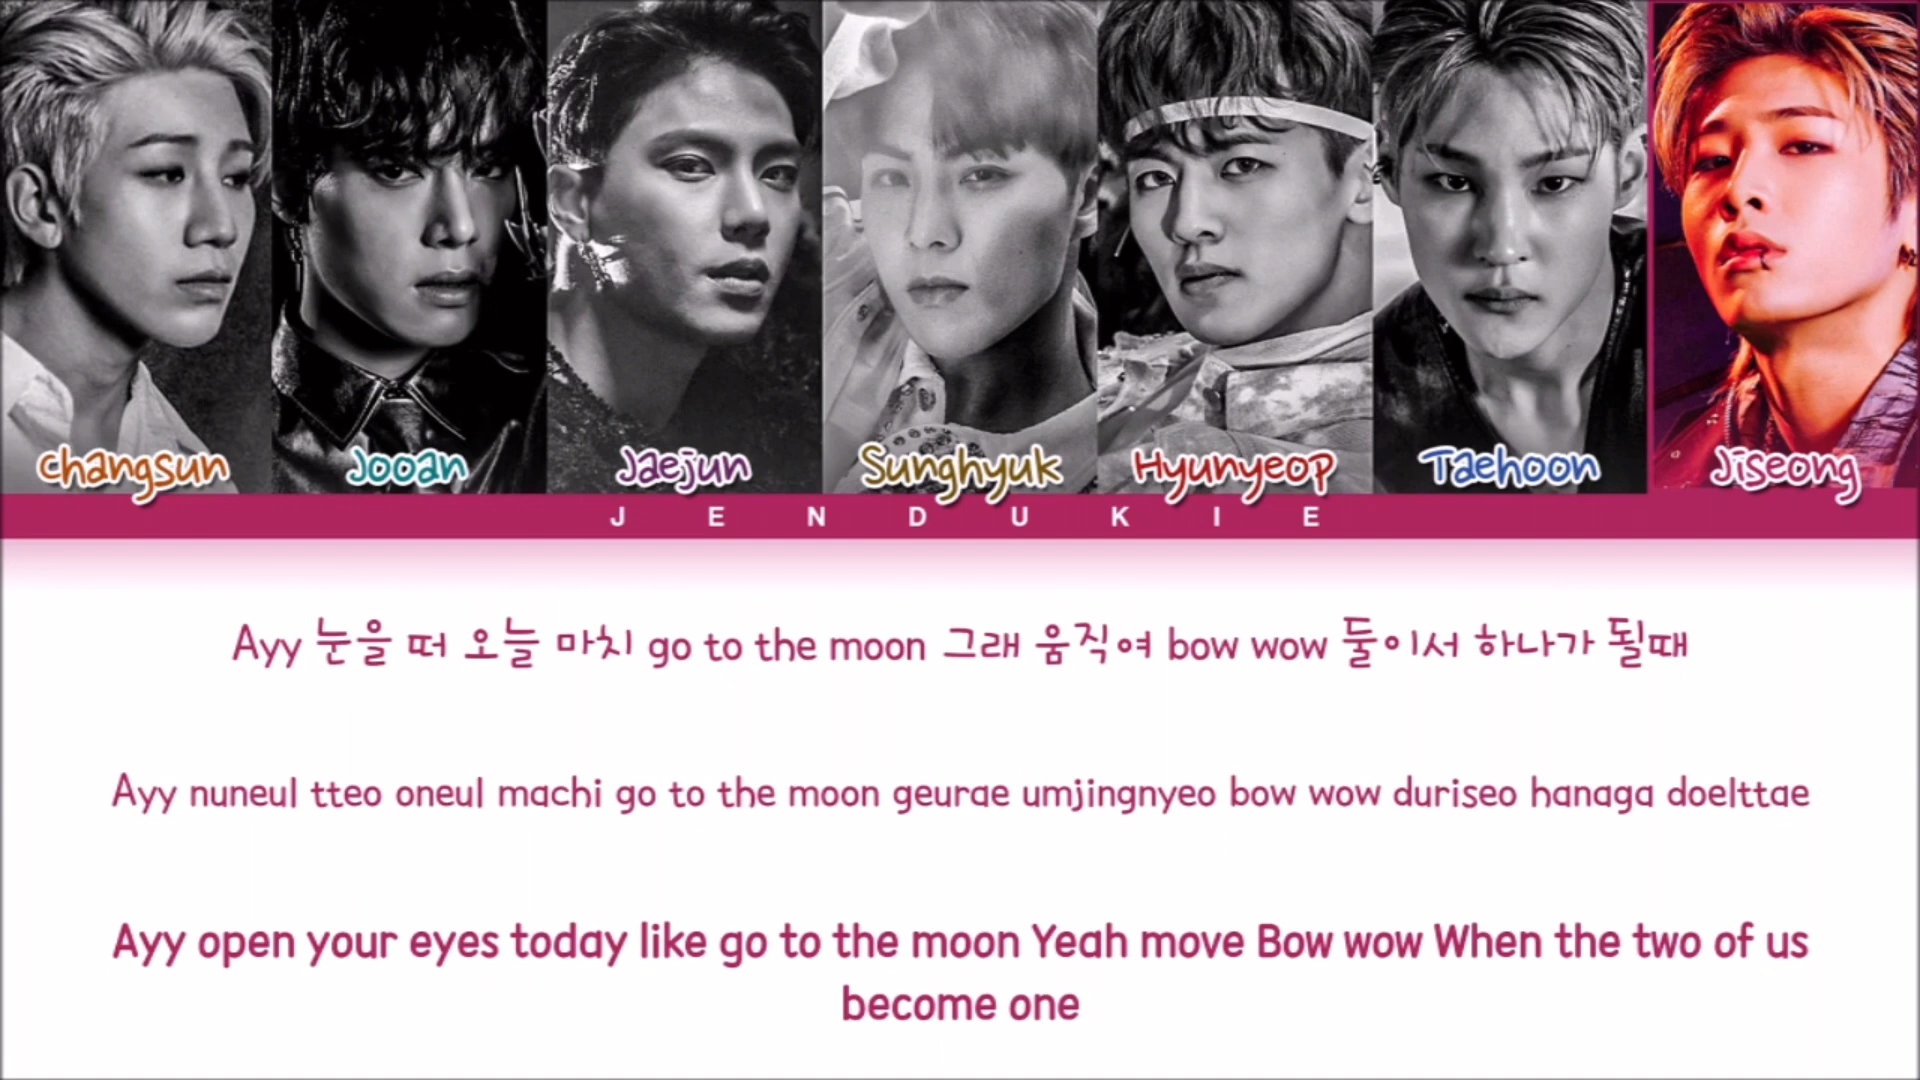 changsun Jooan Jaejun Sunghyuk Hyunyeop Taehoon Jiseong
JENDUKIE
Ayy 눈을 떠 오늘 마치 go to the moon 그래 움직여 bow wow 둘이서 하나가 될때
Ayy nuneul tteo oneul machi go to the moon geurae umjingnyeo bow wow duriseo hanaga doelttae
Ayy open your eyes today like go to the moon Yeah move Bow wow When the two of us
become one